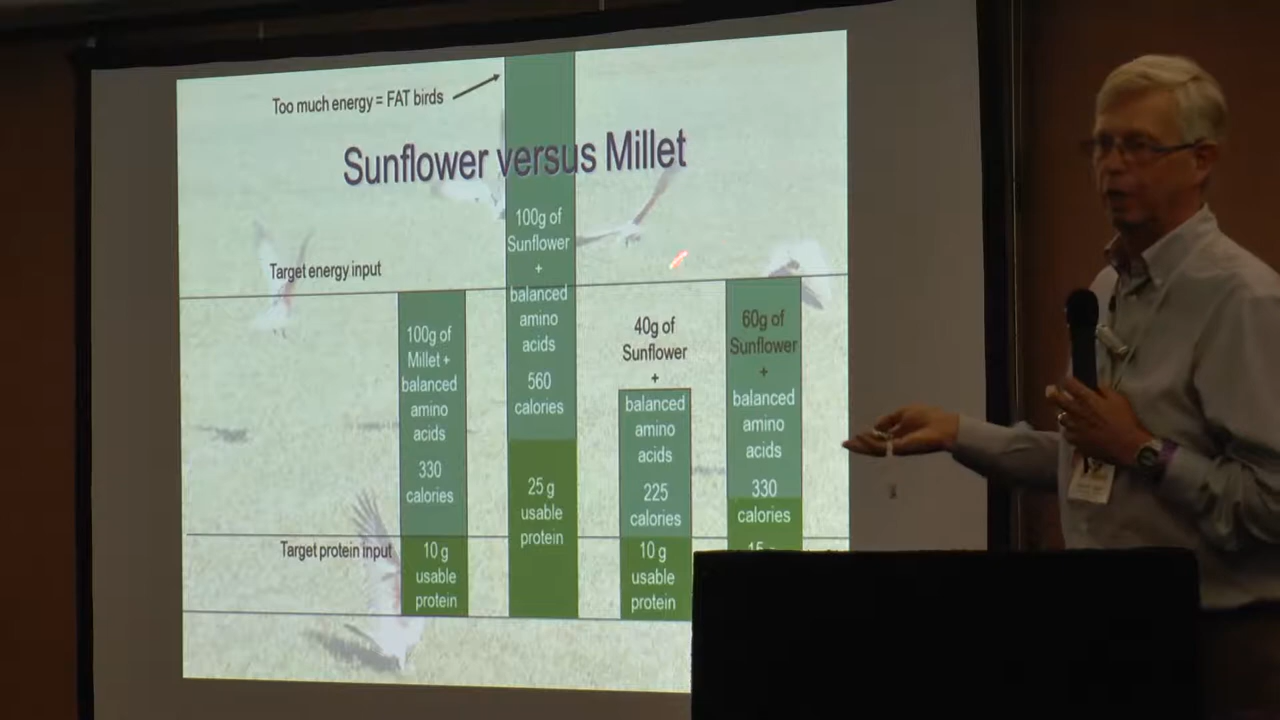 Too much energy = FAT birds
Sunflower versus Millet
Target energy input
100g of
Millet +
balanced
amino
acids
330
calories
100g of
Sunflower
+
balanced
amino
acids
560
calories
40g of
Sunflower
+
balanced
amino
acids
225
calories
60g of
Sunflower
+
balanced
amino
acids
330
calories
Target protein input
10 g
usable
protein
25 g
usable
protein
10 g
usable
protein